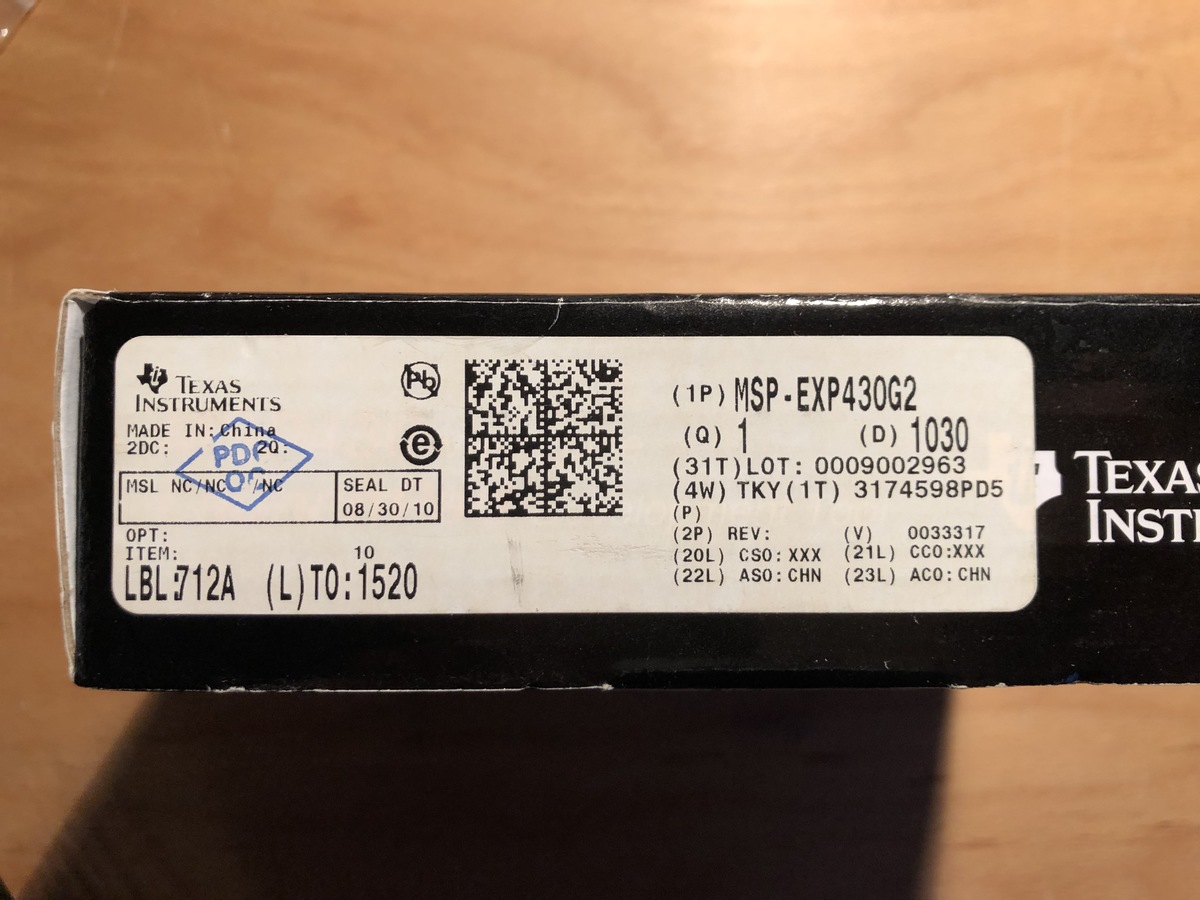 TEXAS
INSTRUMENTS
MADE IN:China
2DC: 2Q:
MSL NC/NC /NC
SEAL DT
08/30/10
OPT:
ITEM: 10
LBL:712A (L)TO:1520
Pb
e
(1P) MSP-EXP430G2
(Q) 1 (D) 1030
(31T)LOT: 0009002963
(4W) TKY(1T) 3174598PD5
(P)
(2P) REV: (V) 0033317
(20L) CSO:XXX (21L) CCO:XXX
(22L) ASO:CHN (23L) ACO:CHN
TEXAS
INSTR